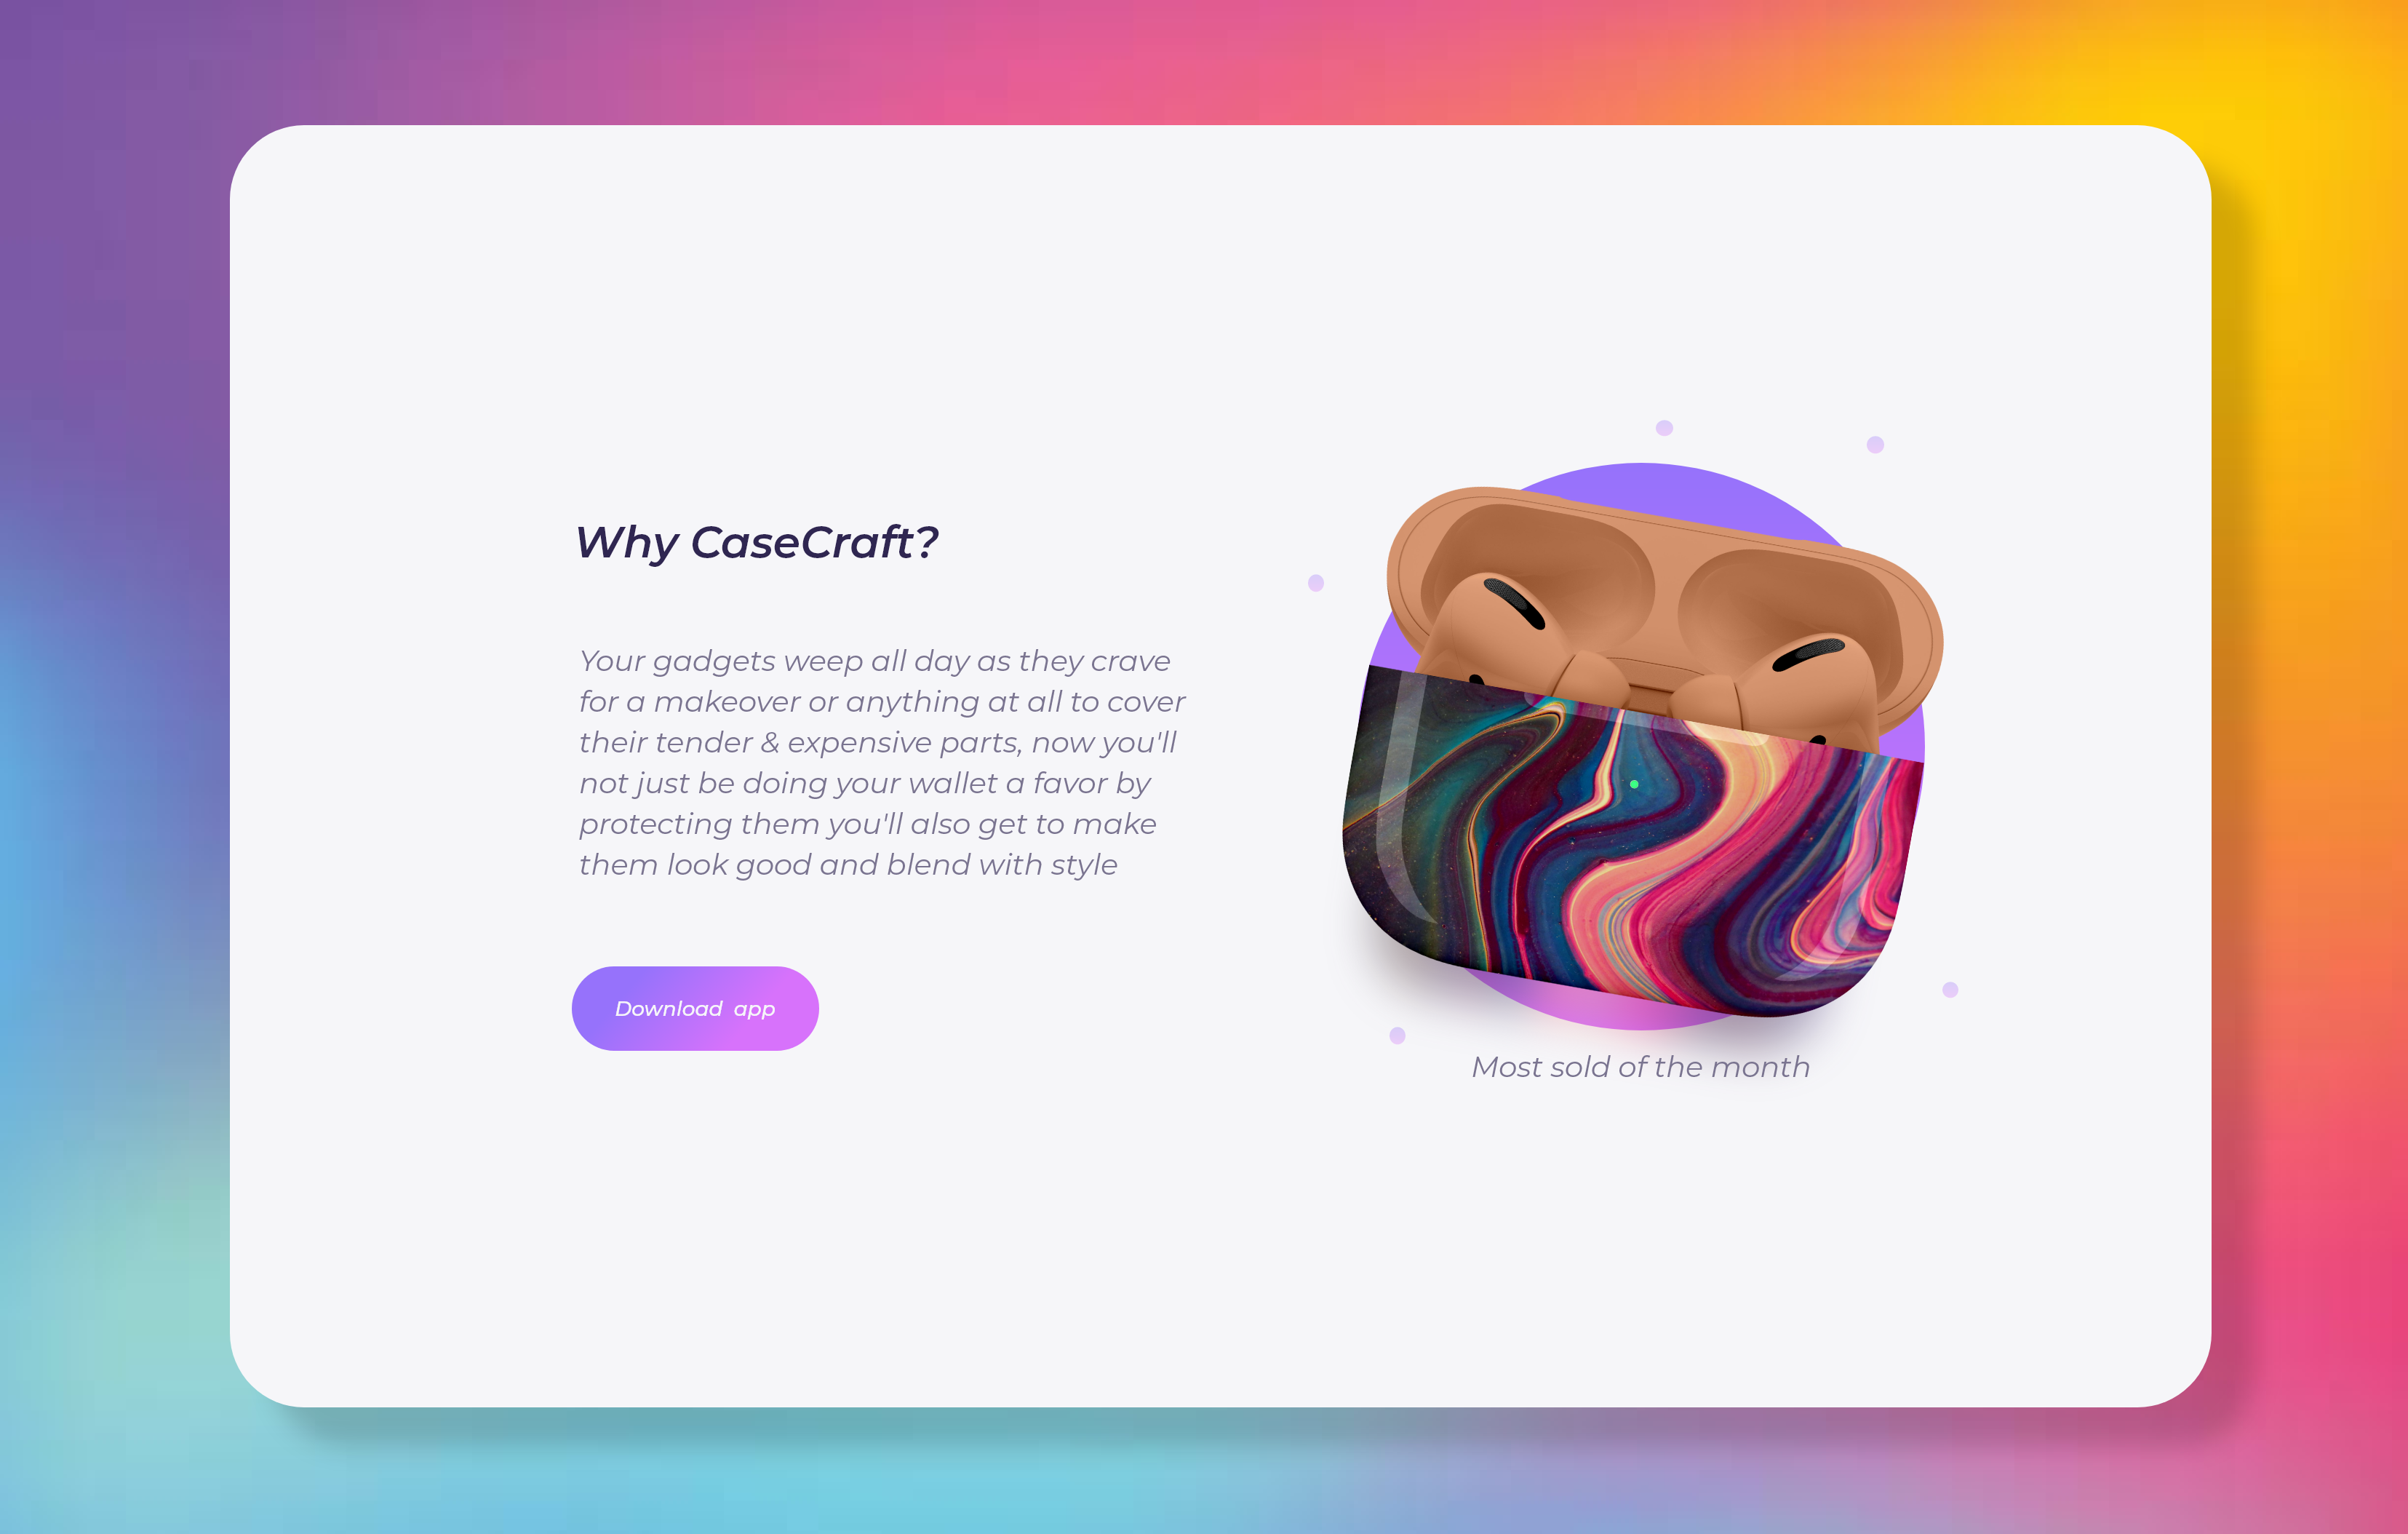 Why CaseCraft?
Your gadgets weep all day as they crave
for a makeover or anything at all to cover
their tender & expensive parts, now you'll
not just be doing your wallet a favor by
protecting them you'll also get to make
them look good and blend with style
Download  app
Most sold of the month